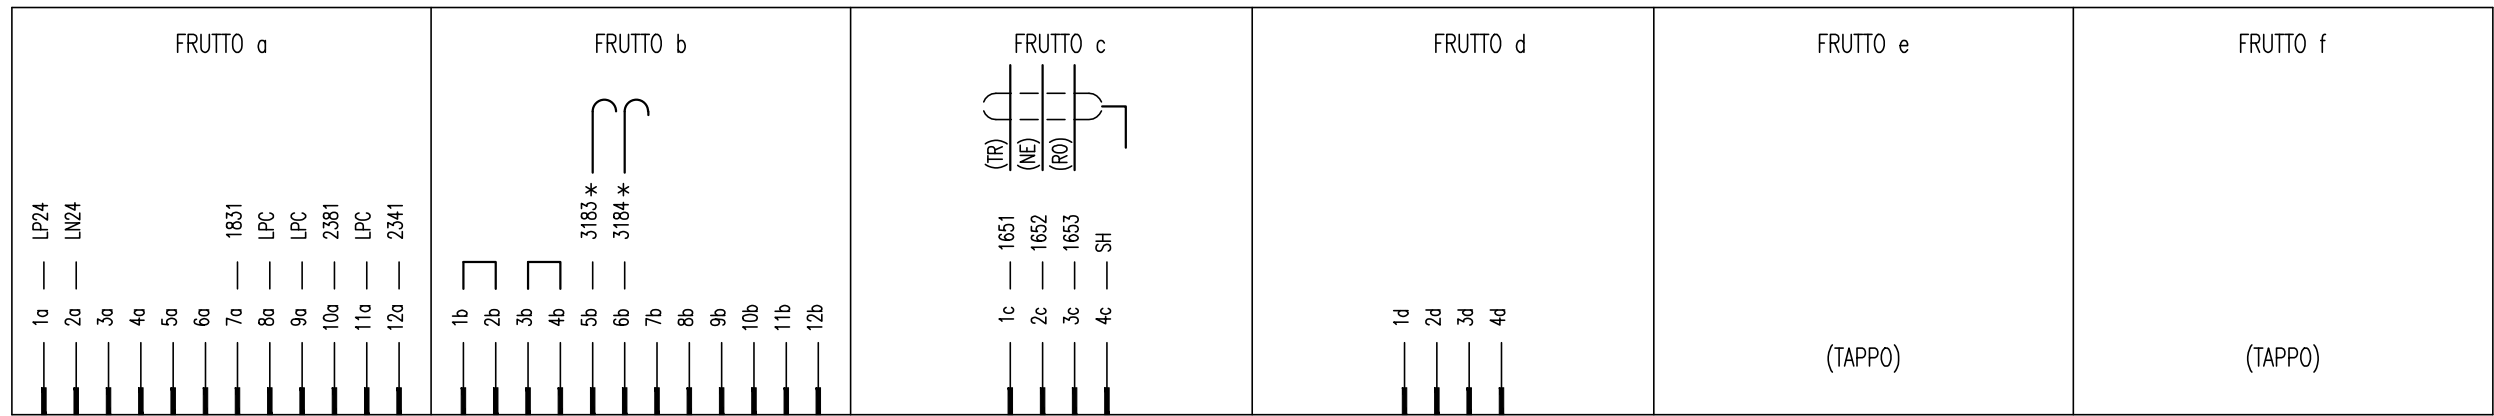 FRUTTO a
FRUTTO b
FRUTTO c
FRUTTO d
FRUTTO e
FRUTTO f
(TR)
(NE)
(RO)
LP24
LN24
1831
LPC
LPC
2381
LPC
2341
3183*
3184*
1651
1652
1653
SH
1a
2a
3a
4a
5a
6a
7a
8a
9a
10a
11a
12a
1b
2b
3b
4b
5b
6b
7b
8b
9b
10b
11b
12b
1c
2c
3c
4c
1d
2d
3d
4d
(TAPPO)
(TAPPO)